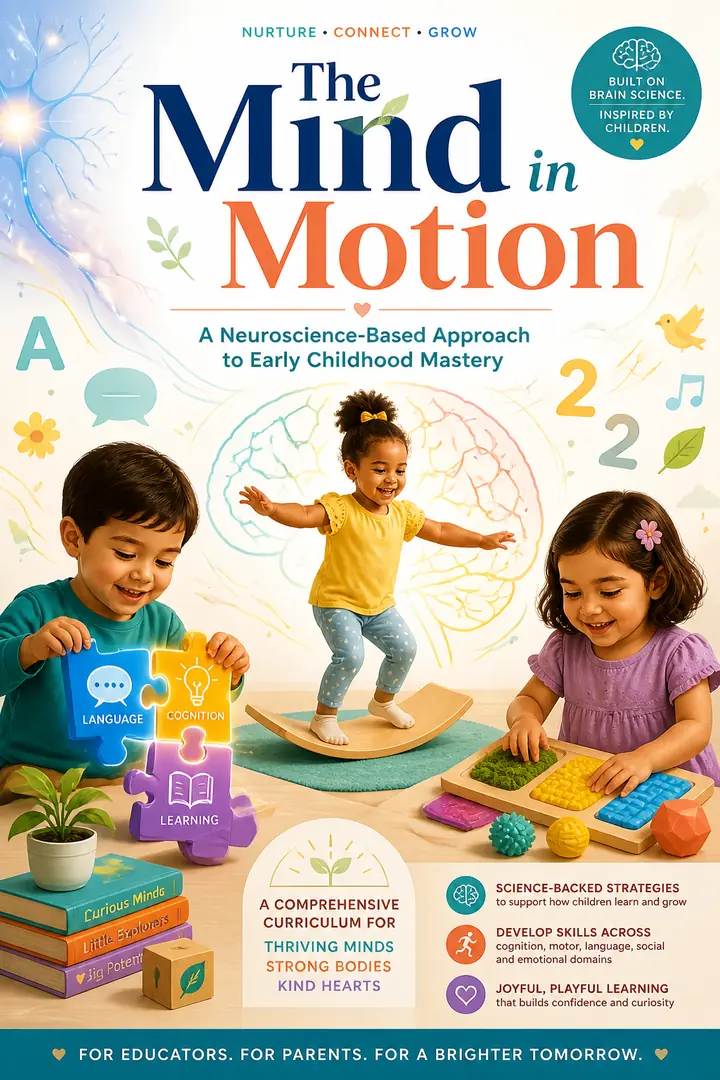 NURTURE • CONNECT • GROW
BUILT ON
BRAIN SCIENCE.
INSPIRED BY
CHILDREN.
The
Mind in
Motion
A Neuroscience-Based Approach
to Early Childhood Mastery
A
2
2
LANGUAGE
COGNITION
LEARNING
Curious Minds
Little Explorers
Big Potent
A COMPREHENSIVE
CURRICULUM FOR
THRIVING MINDS
STRONG BODIES
KIND HEARTS
SCIENCE-BACKED STRATEGIES
to support how children learn and grow
DEVELOP SKILLS ACROSS
cognition, motor, language, social
and emotional domains
JOYFUL, PLAYFUL LEARNING
that builds confidence and curiosity
FOR EDUCATORS. FOR PARENTS. FOR A BRIGHTER TOMORROW.